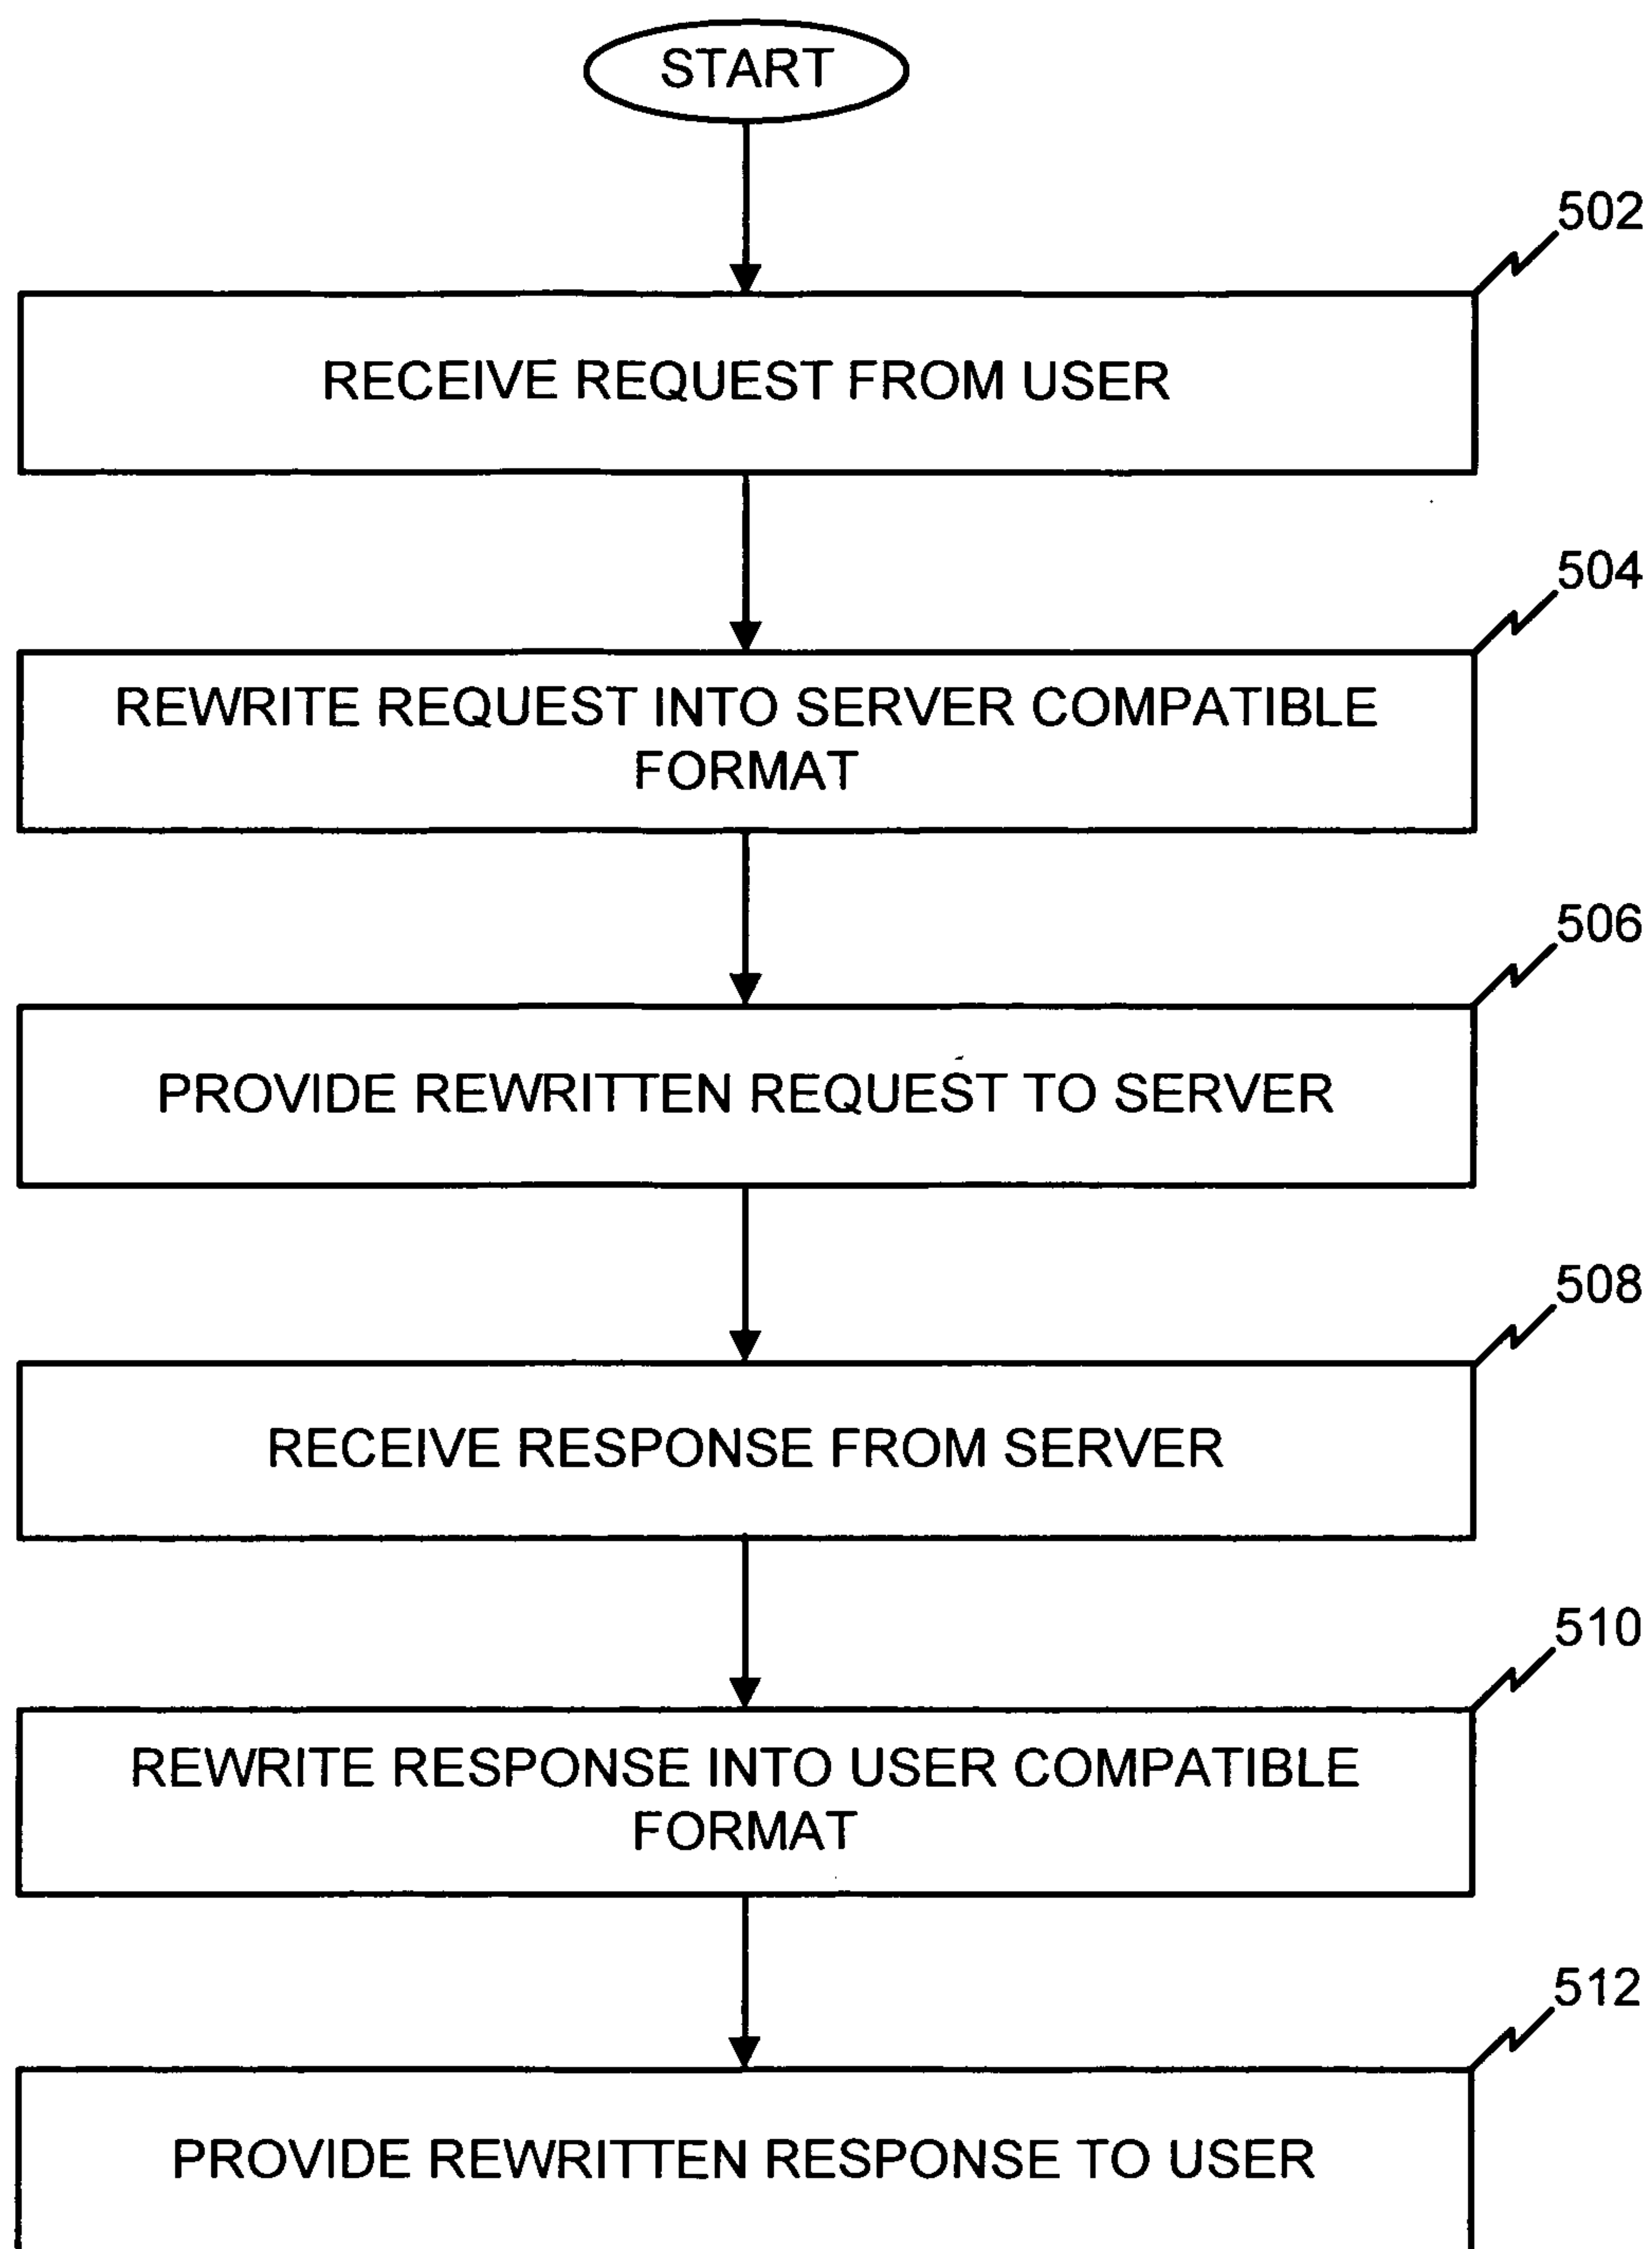 START
502
RECEIVE REQUEST FROM USER
504
REWRITE REQUEST INTO SERVER COMPATIBLE
FORMAT
506
PROVIDE REWRITTEN REQUEST TO SERVER
508
RECEIVE RESPONSE FROM SERVER
510
REWRITE RESPONSE INTO USER COMPATIBLE
FORMAT
512
PROVIDE REWRITTEN RESPONSE TO USER